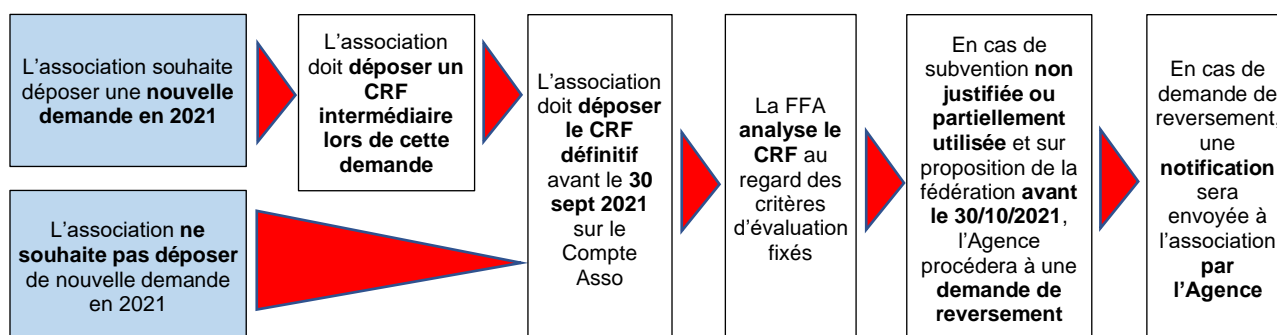 L’association souhaite
déposer une nouvelle
demande en 2021
L’association
doit déposer un
CRF
intermédiaire
lors de cette
demande
L’association ne
souhaite pas déposer
de nouvelle demande
en 2021
L’association
doit déposer
le CRF
définitif
avant le 30
sept 2021
sur le
Compte
Asso
La FFA
analyse le
CRF au
regard des
critères
d’évaluation
fixés
En cas de
subvention non
justifiée ou
partiellement
utilisée et sur
proposition de la
fédération avant
le 30/10/2021,
l’Agence
procédera à une
demande de
reversement
En cas de
demande de
reversement,
une
notification
sera
envoyée à
l’association
par
l’Agence